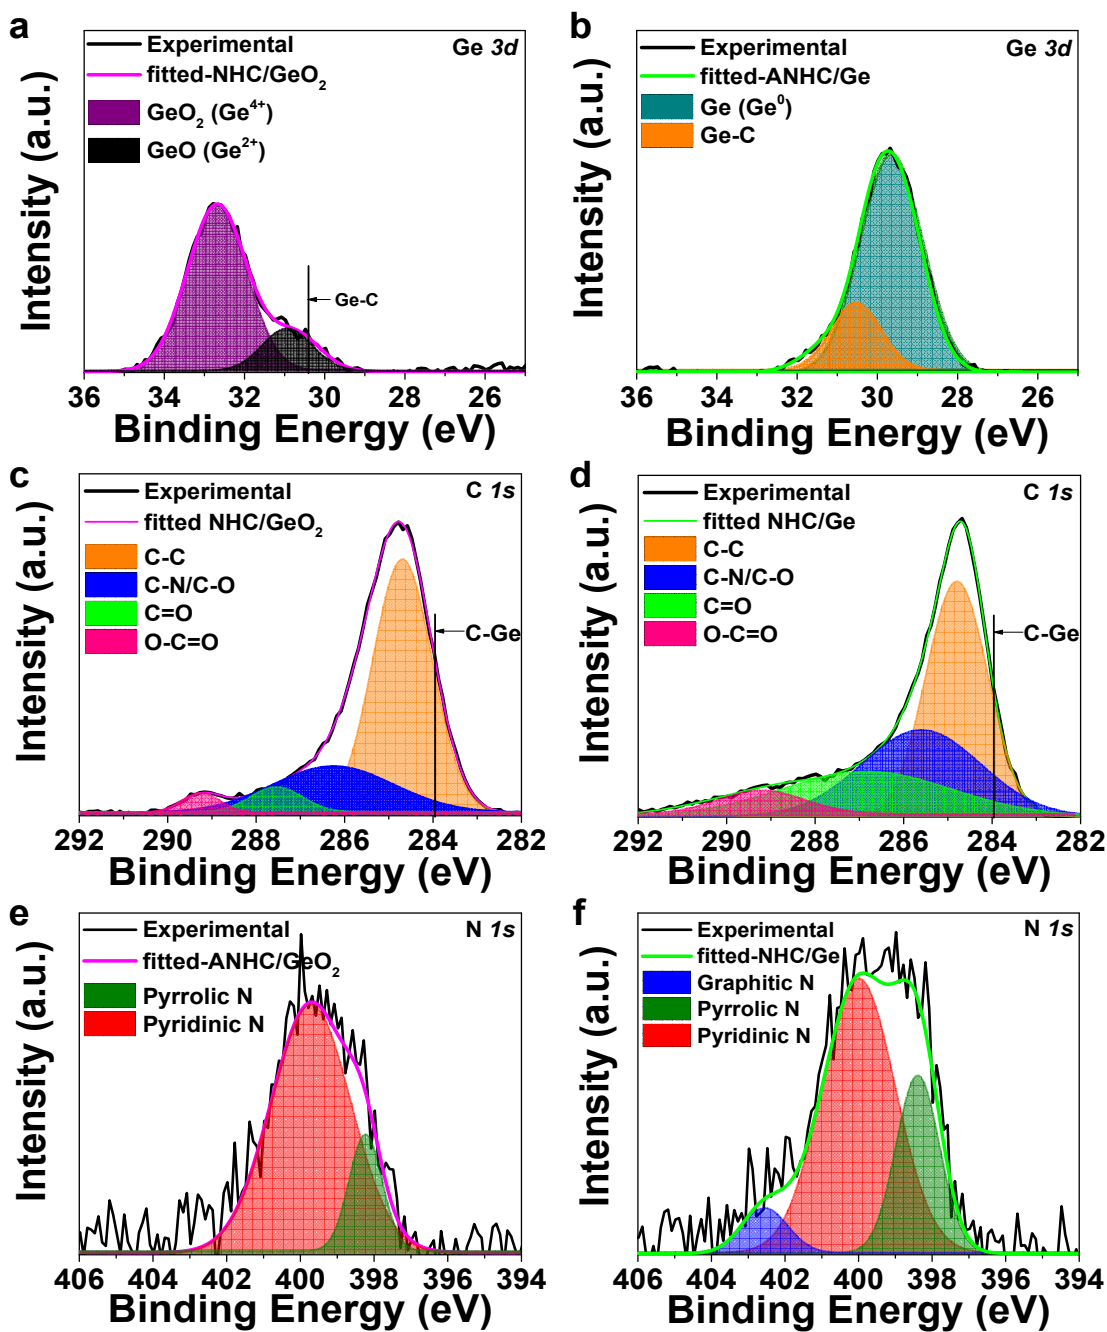 a
Experimental
Ge 3d
fitted-NHC/GeO₂
GeO₂ (Ge⁴⁺)
GeO (Ge²⁺)
Ge-C
Intensity (a.u.)
36 34 32 30 28 26
Binding Energy (eV)
b
Experimental
Ge 3d
fitted-ANHC/Ge
Ge (Ge⁰)
Ge-C
Intensity (a.u.)
36 34 32 30 28 26
Binding Energy (eV)
c
Experimental
C 1s
fitted NHC/GeO₂
C-C
C-N/C-O
C=O
O-C=O
C-Ge
Intensity (a.u.)
292 290 288 286 284 282
Binding Energy (eV)
d
Experimental
C 1s
fitted NHC/Ge
C-C
C-N/C-O
C=O
O-C=O
C-Ge
Intensity (a.u.)
292 290 288 286 284 282
Binding Energy (eV)
e
Experimental
N 1s
fitted-ANHC/GeO₂
Pyrrolic N
Pyridinic N
Intensity (a.u.)
406 404 402 400 398 396 394
Binding Energy (eV)
f
Experimental
N 1s
fitted-NHC/Ge
Graphitic N
Pyrrolic N
Pyridinic N
Intensity (a.u.)
406 404 402 400 398 396 394
Binding Energy (eV)